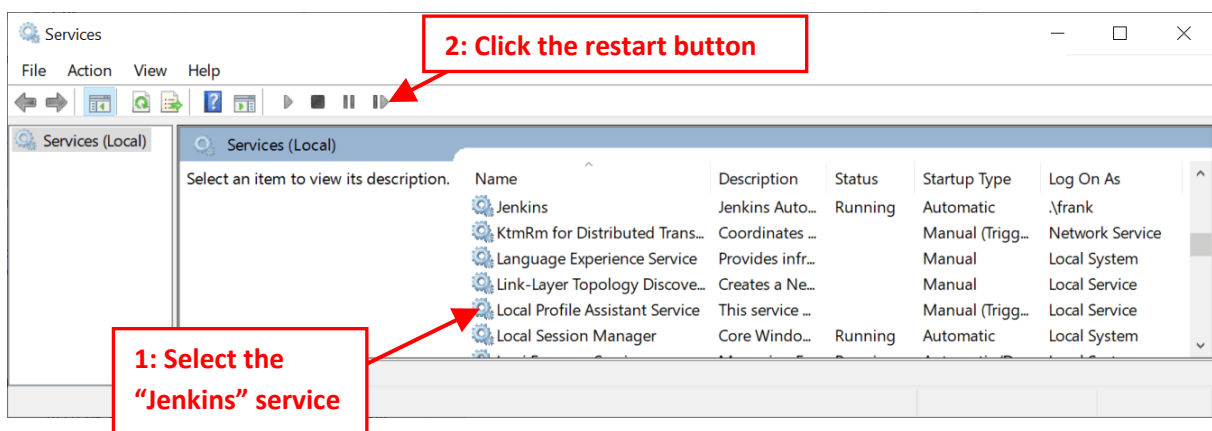 Services
2: Click the restart button
File Action View Help
Services (Local)
Services (Local)
Select an item to view its description.
Name Description Status Startup Type Log On As
Jenkins Jenkins Auto... Running Automatic .\frank
KtmRm for Distributed Trans... Coordinates ... Manual (Trigg... Network Service
Language Experience Service Provides infr... Manual Local System
Link-Layer Topology Discove... Creates a Ne... Manual Local Service
Local Profile Assistant Service This service ... Manual (Trigg... Local Service
Local Session Manager Core Windo... Running Automatic Local System
1: Select the
“Jenkins” service